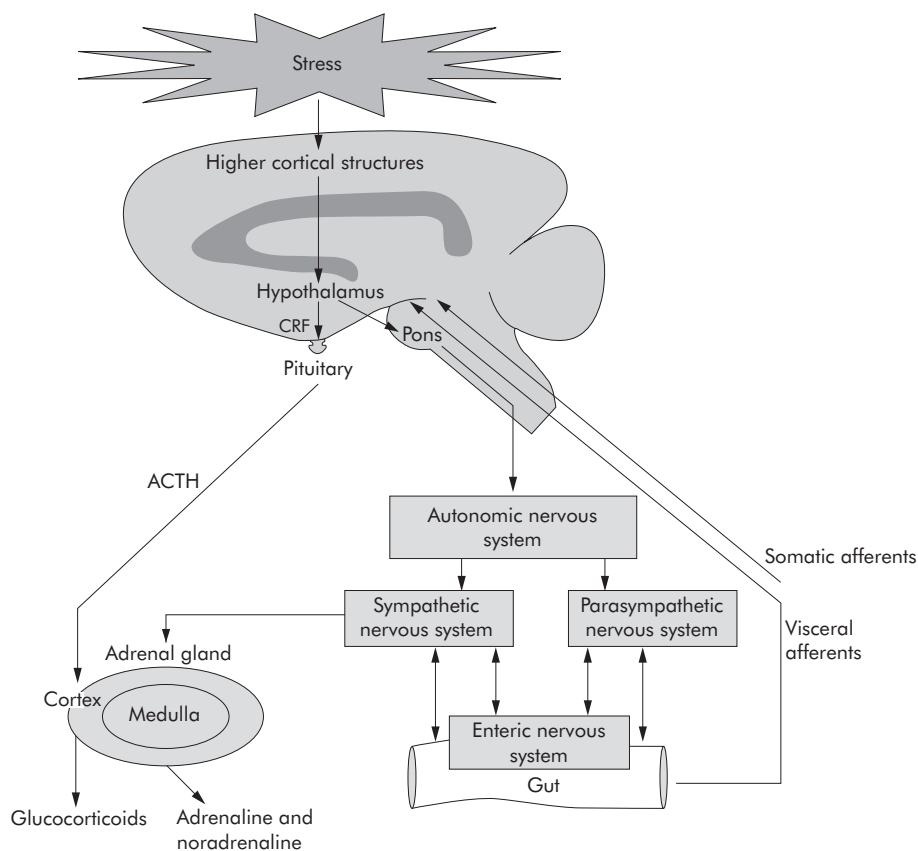 Stress
Higher cortical structures
Hypothalamus
CRF
Pons
Pituitary
ACTH
Autonomic nervous
system
Somatic afferents
Sympathetic
nervous system
Parasympathetic
nervous system
Visceral
afferents
Adrenal gland
Cortex
Medulla
Enteric nervous
system
Gut
Glucocorticoids
Adrenaline and
noradrenaline